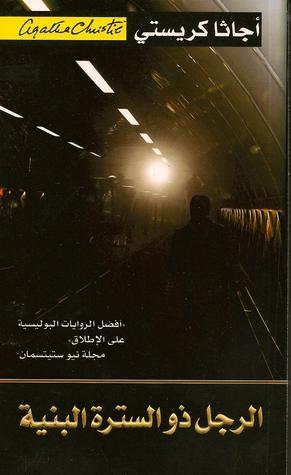 أجاثا كريستي
Agatha Christie
«أفضل الروايات البوليسية
على الإطلاق»
مجلة نيو ستيتسمان
الرجل ذو السترة البنية